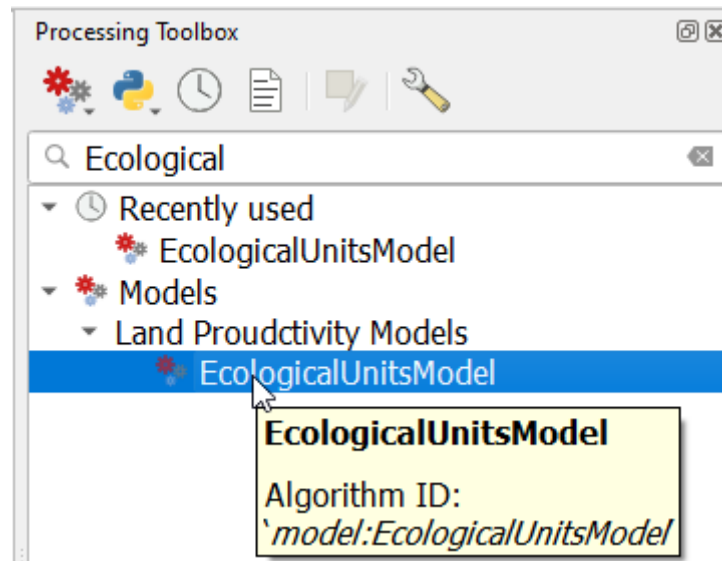 Processing Toolbox
Ecological
Recently used
EcologicalUnitsModel
Models
Land Proudctivity Models
EcologicalUnitsModel
EcologicalUnitsModel
Algorithm ID:
`model:EcologicalUnitsModel'